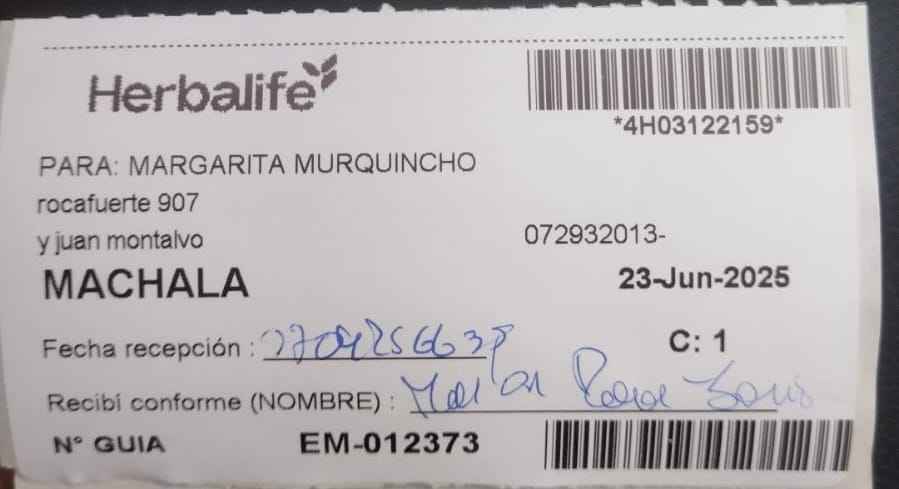 Herbalife
*4H03122159*
PARA: MARGARITA MURQUINCHO
rocafuerte 907
y juan montalvo 072932013-
MACHALA 23-Jun-2025
Fecha recepción : C: 1
Recibí conforme (NOMBRE) :
N° GUIA EM-012373